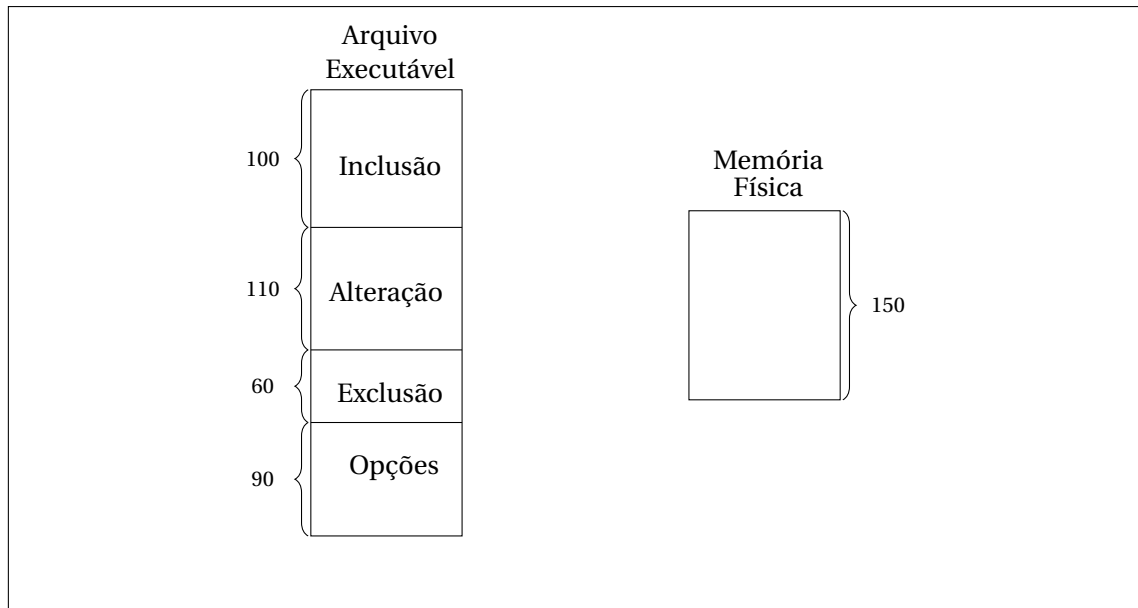 Arquivo
Executável
100
Inclusão
110
Alteração
60
Exclusão
90
Opções
Memória
Física
150